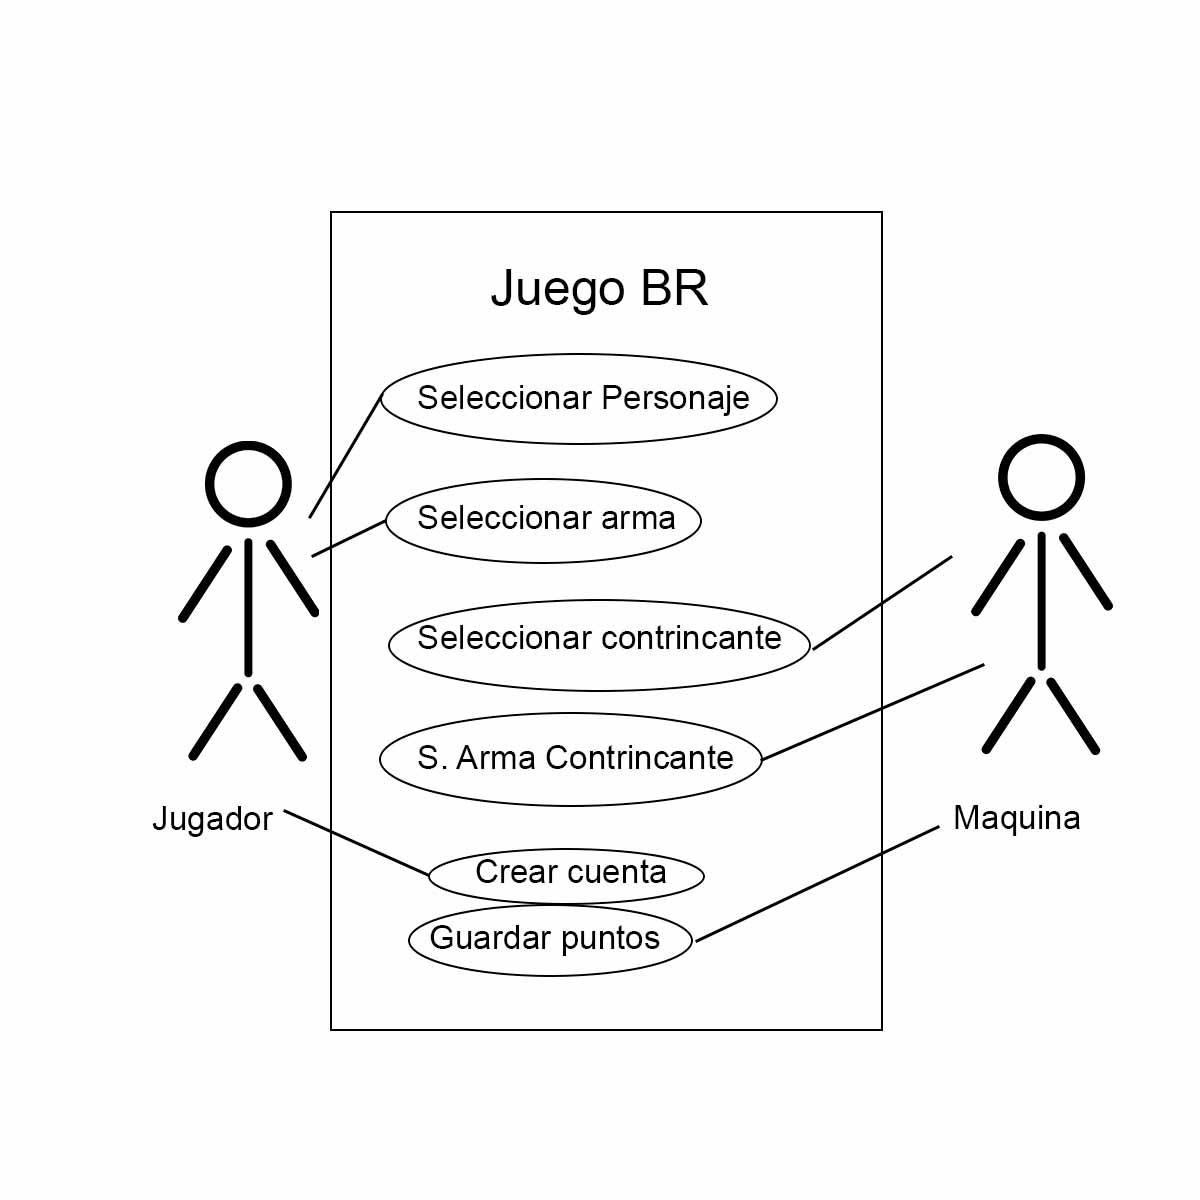 Juego BR
Seleccionar Personaje
Seleccionar arma
Seleccionar contrincante
S. Arma Contrincante
Jugador
Maquina
Crear cuenta
Guardar puntos